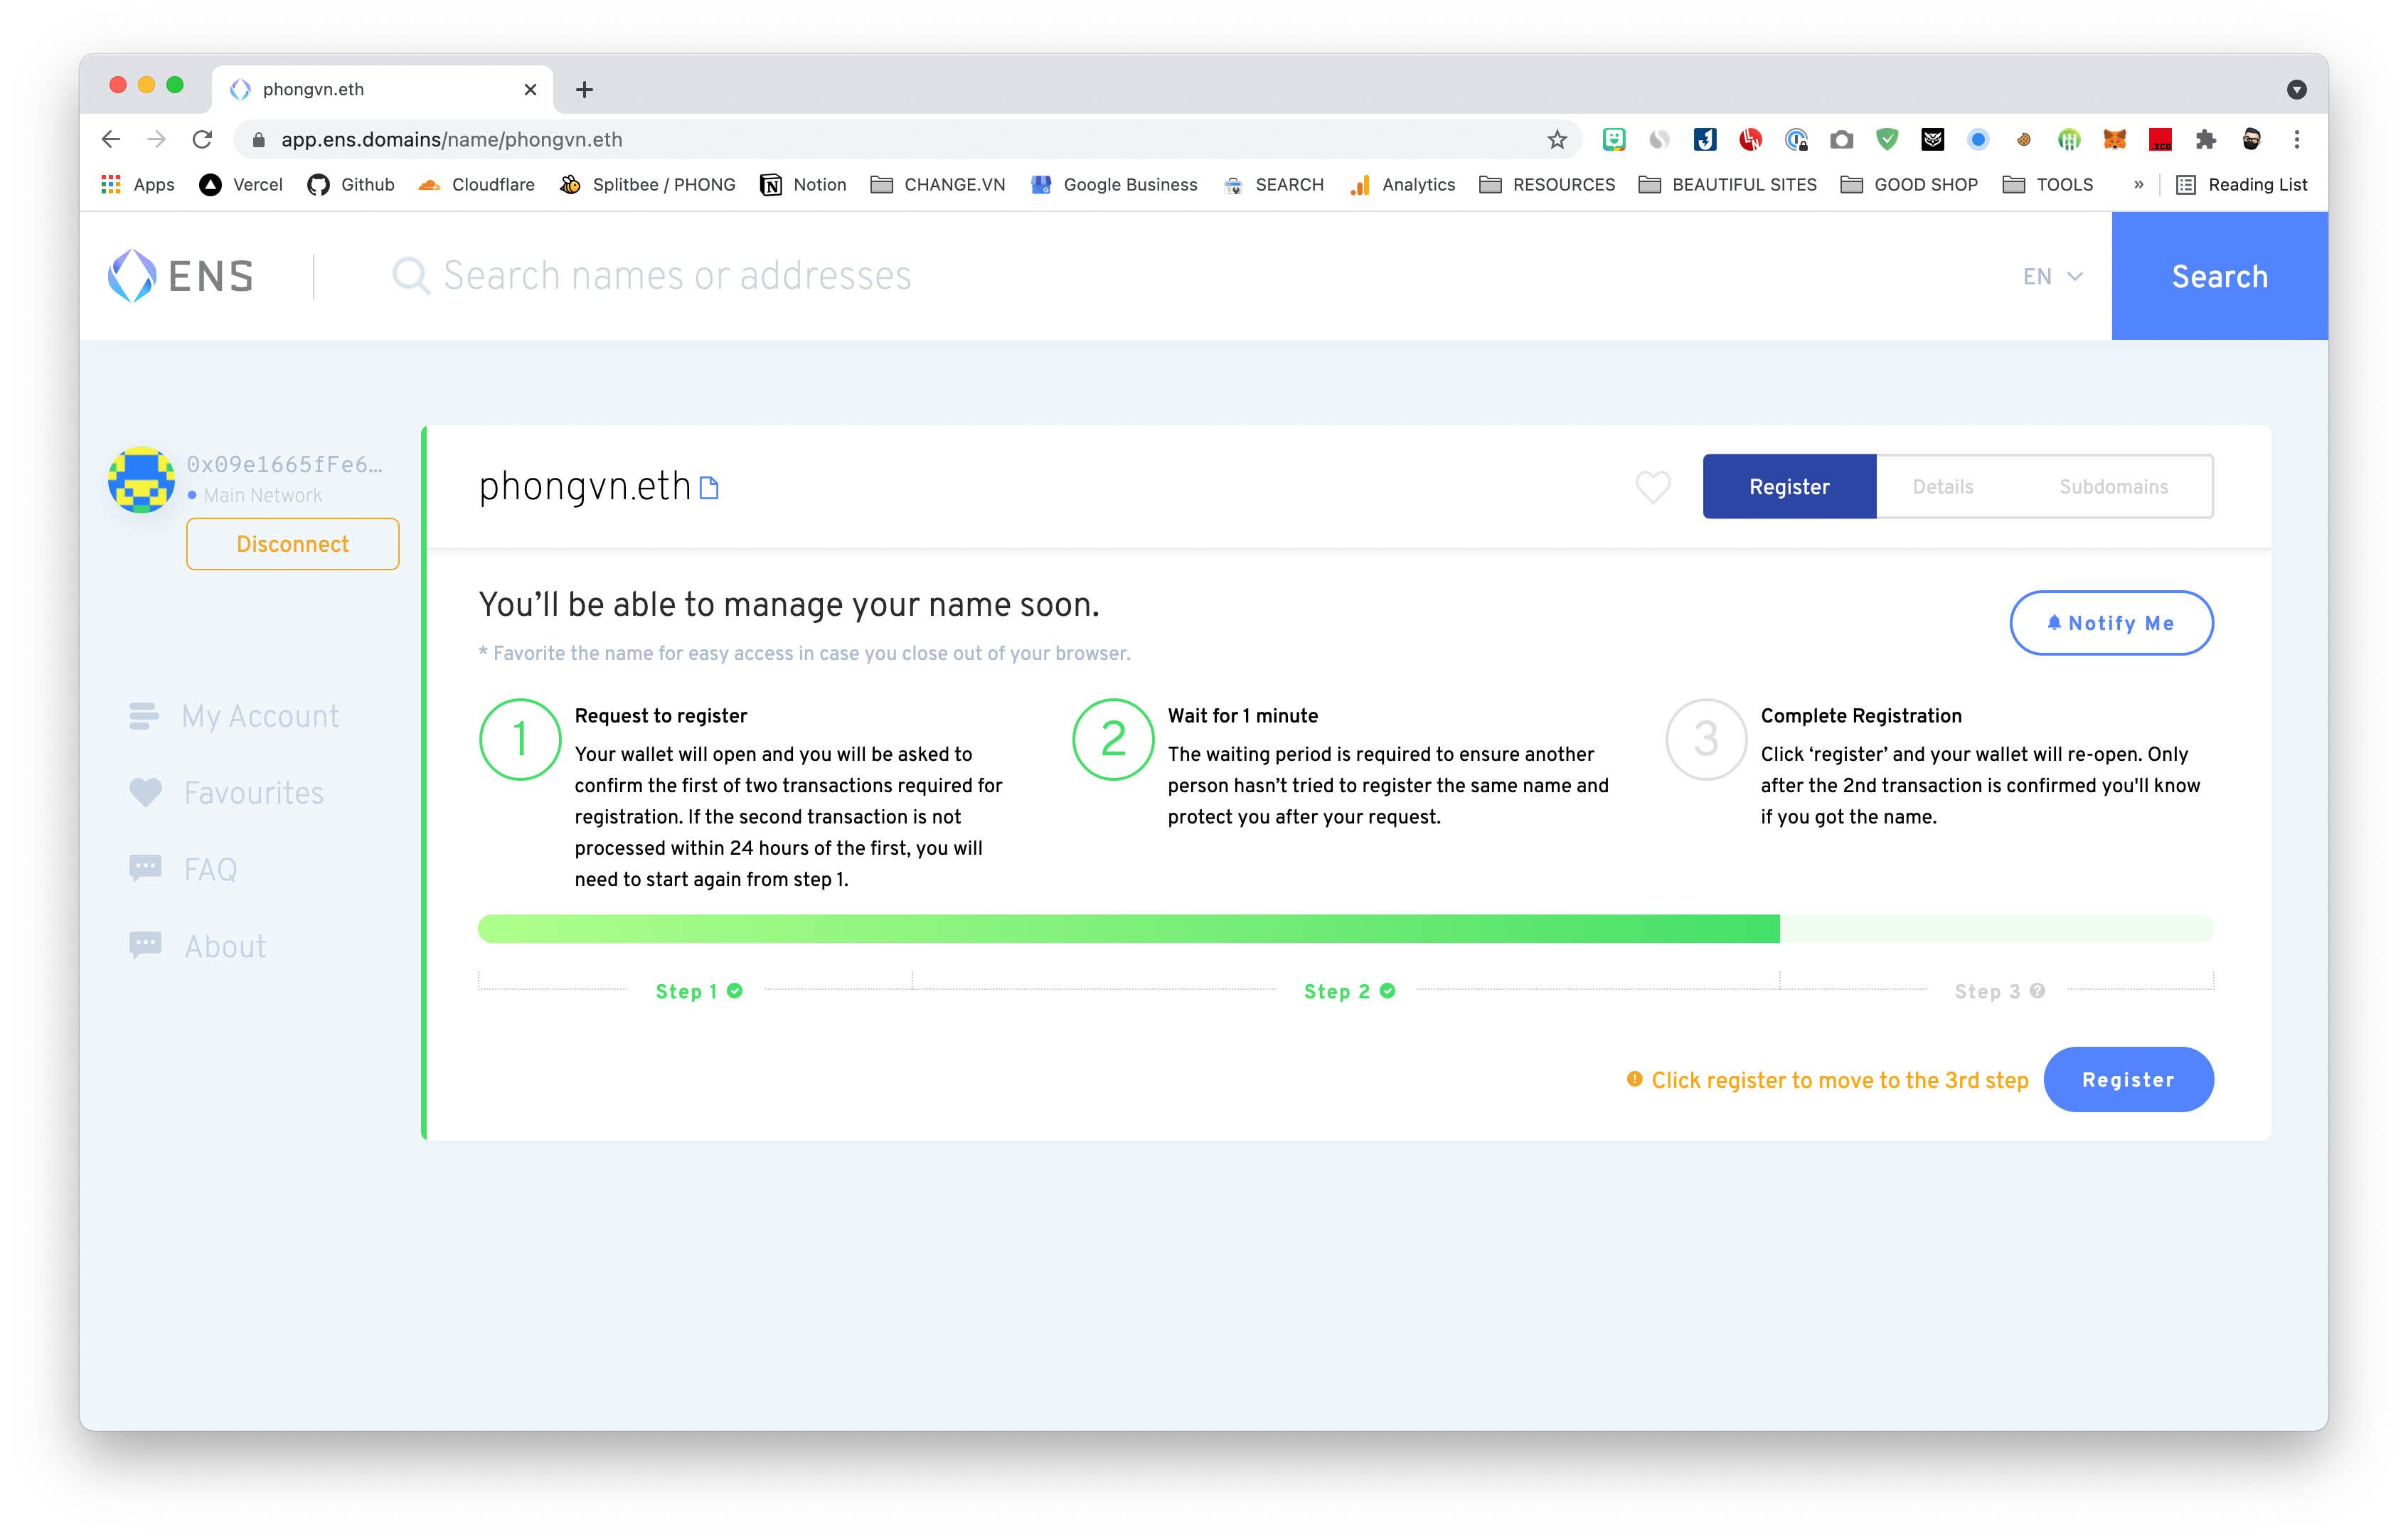 phongvn.eth
app.ens.domains/name/phongvn.eth
Apps Vercel Github Cloudflare Splitbee / PHONG Notion CHANGE.VN Google Business SEARCH Analytics RESOURCES BEAUTIFUL SITES GOOD SHOP TOOLS » Reading List
ENS Search names or addresses EN Search
0x09e1665fFe6...
Main Network
Disconnect
My Account
Favourites
FAQ
About
phongvn.eth
Register Details Subdomains
You’ll be able to manage your name soon.
* Favorite the name for easy access in case you close out of your browser.
Notify Me
1
Request to register
Your wallet will open and you will be asked to
confirm the first of two transactions required for
registration. If the second transaction is not
processed within 24 hours of the first, you will
need to start again from step 1.
2
Wait for 1 minute
The waiting period is required to ensure another
person hasn’t tried to register the same name and
protect you after your request.
3
Complete Registration
Click ‘register’ and your wallet will re-open. Only
after the 2nd transaction is confirmed you'll know
if you got the name.
Step 1 Step 2 Step 3
Click register to move to the 3rd step
Register